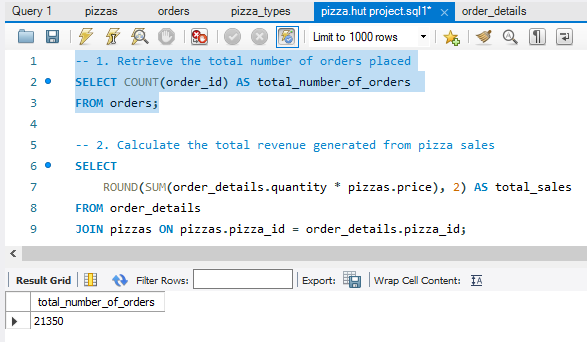 Query 1 pizzas orders pizza_types pizza.hut project.sql1* × order_details
Limit to 1000 rows
1 -- 1. Retrieve the total number of orders placed
2 SELECT COUNT(order_id) AS total_number_of_orders
3 FROM orders;
4
5 -- 2. Calculate the total revenue generated from pizza sales
6 SELECT
7 ROUND(SUM(order_details.quantity * pizzas.price), 2) AS total_sales
8 FROM order_details
9 JOIN pizzas ON pizzas.pizza_id = order_details.pizza_id;
Result Grid Filter Rows: Export: Wrap Cell Content: IA
total_number_of_orders
21350